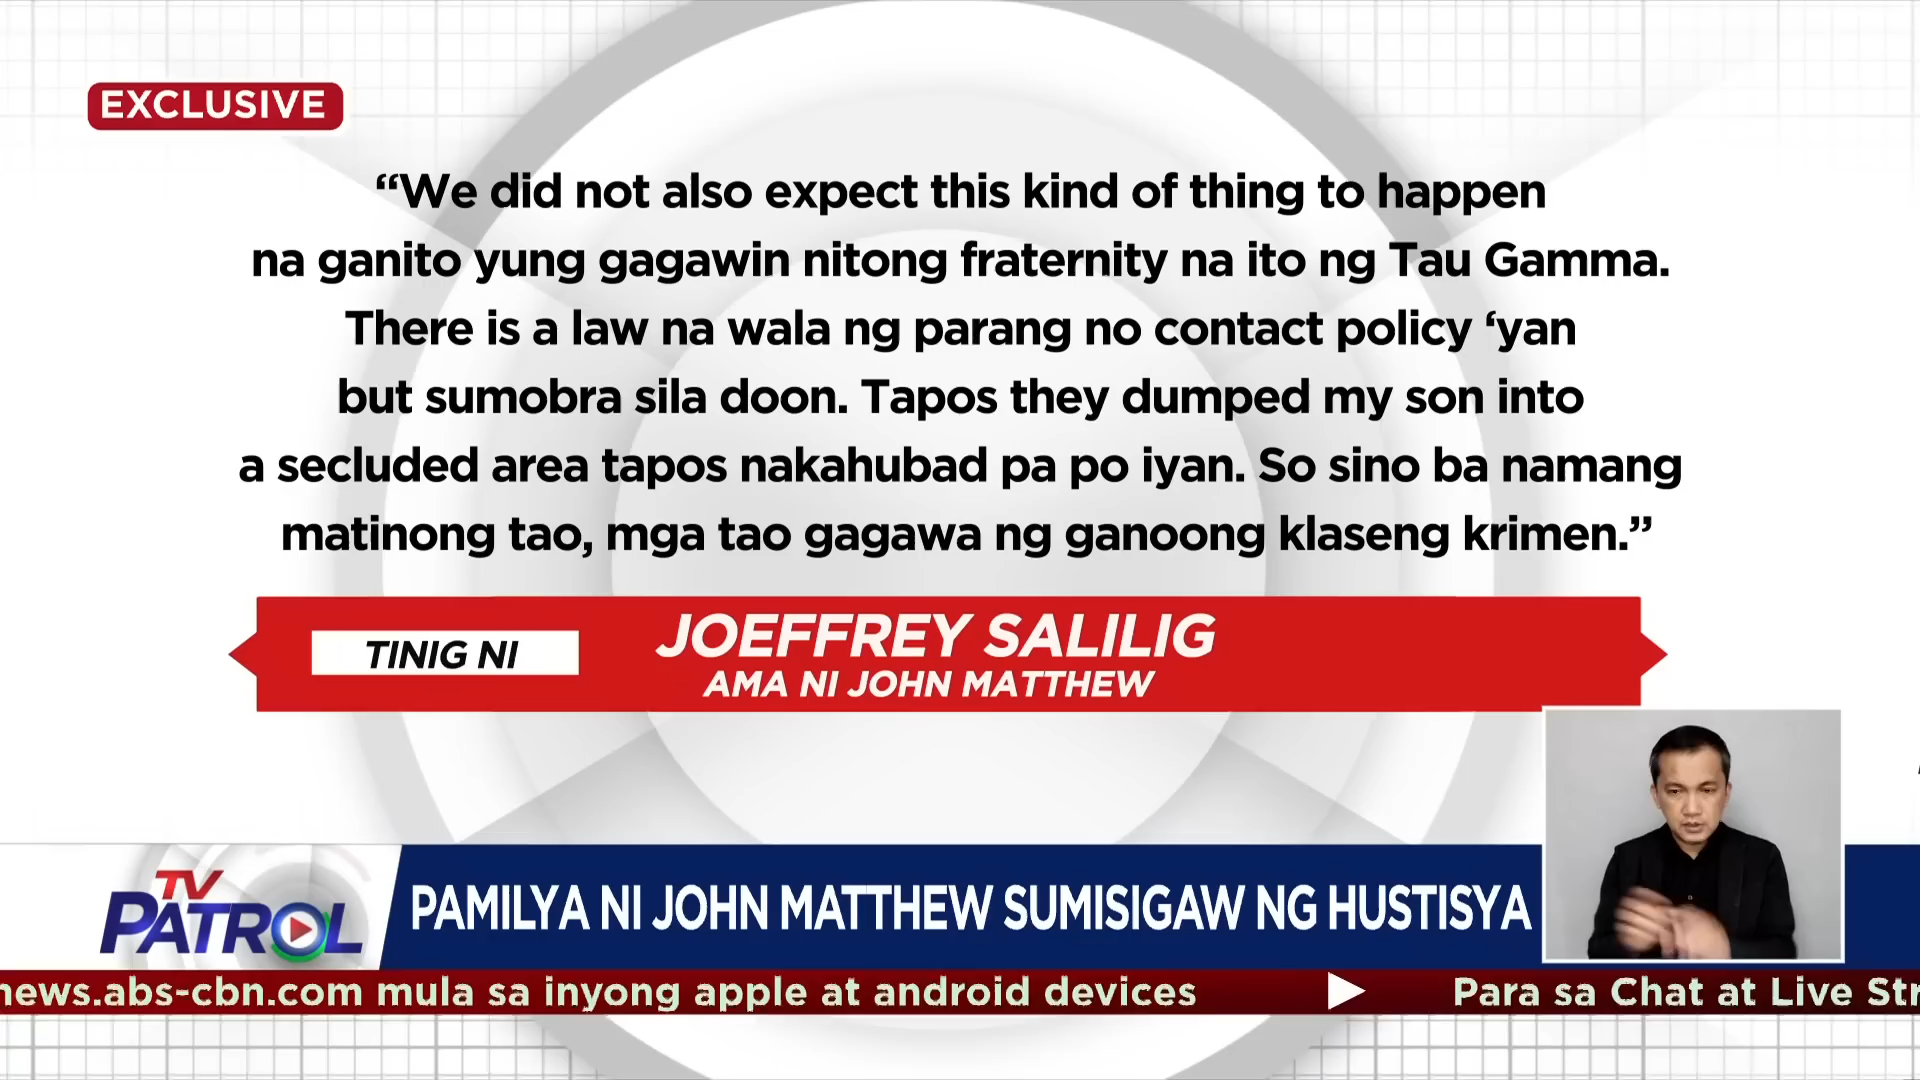 EXCLUSIVE
“We did not also expect this kind of thing to happen
na ganito yung gagawin nitong fraternity na ito ng Tau Gamma.
There is a law na wala ng parang no contact policy ‘yan
but sumobra sila doon. Tapos they dumped my son into
a secluded area tapos nakahubad pa po iyan. So sino ba namang
matinong tao, mga tao gagawa ng ganoong klaseng krimen.”
TINIG NI
JOEFFREY SALILIG
AMA NI JOHN MATTHEW
TV PATROL
PAMILYA NI JOHN MATTHEW SUMISIGAW NG HUSTISYA
news.abs-cbn.com mula sa inyong apple at android devices
Para sa Chat at Live Str